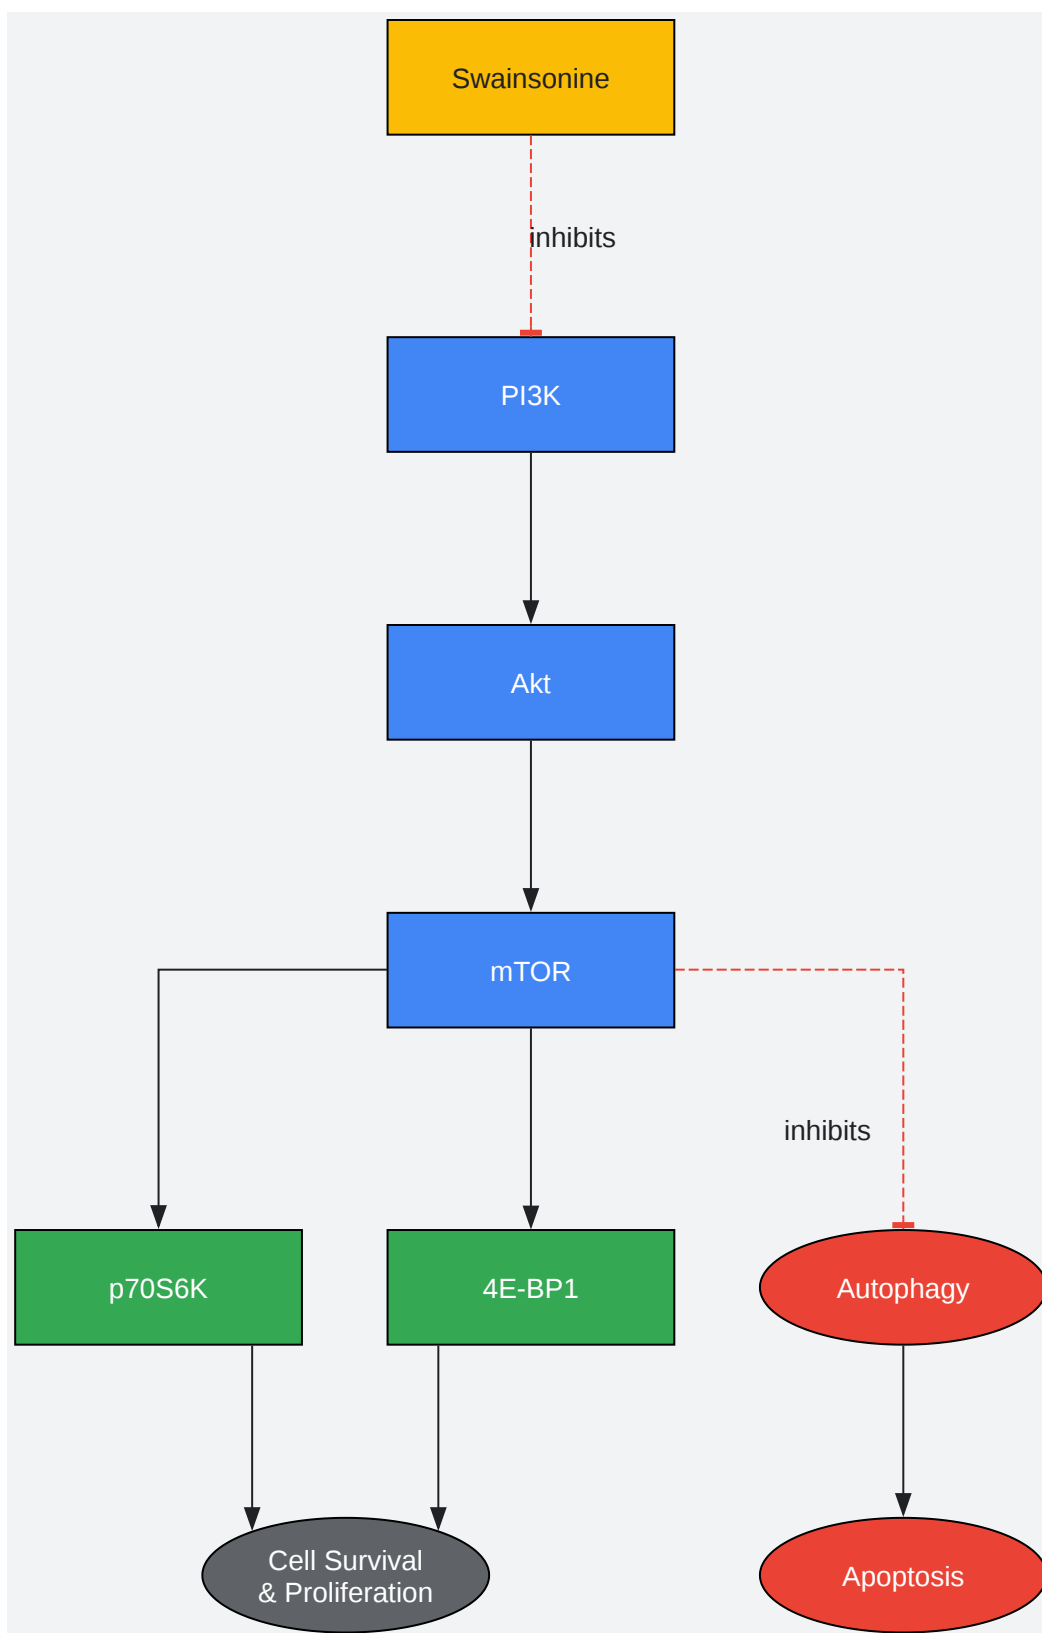 Swainsonine
inhibits
PI3K
Akt
mTOR
inhibits
p70S6K
4E-BP1
Autophagy
Cell Survival
& Proliferation
Apoptosis